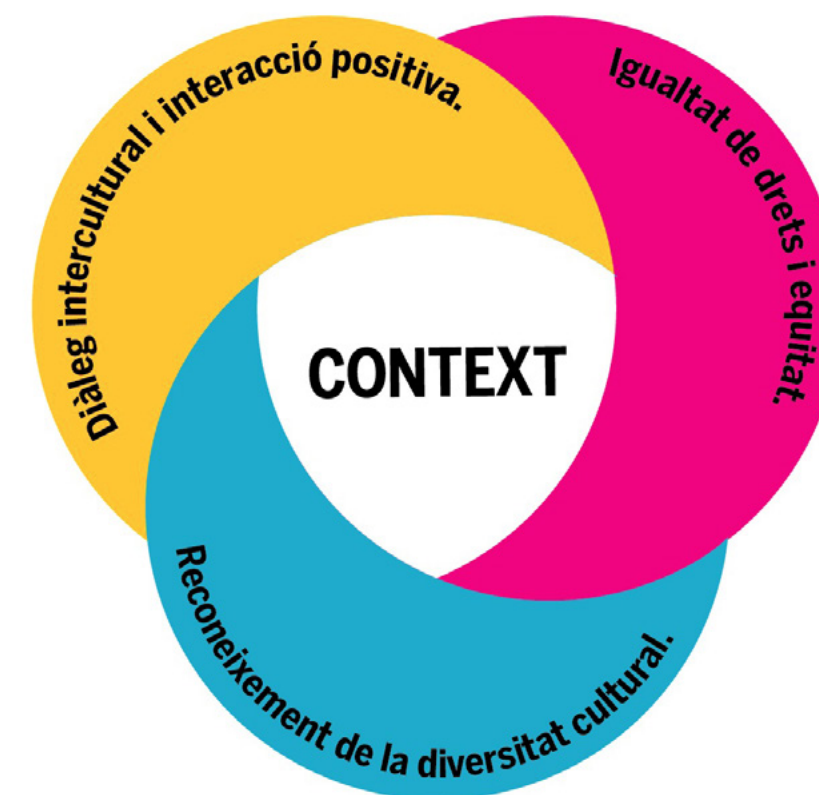 Diàleg intercultural i interacció positiva.
Igualtat de drets i equitat.
CONTEXT
Reconeixement de la diversitat cultural.